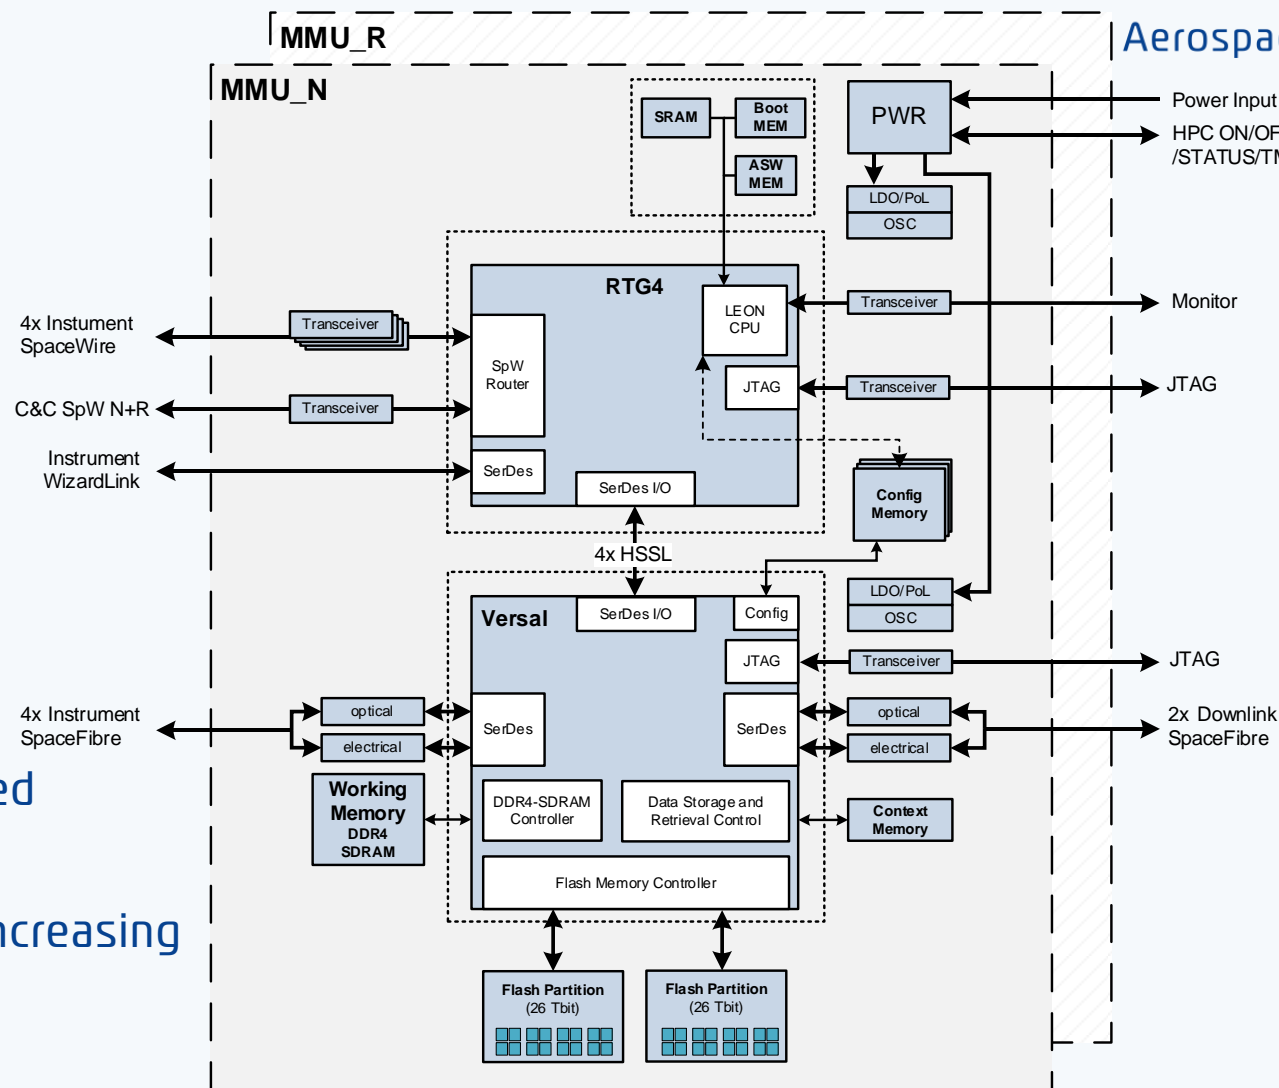 MMU_R
Aerospa
MMU_N
SRAM
Boot
MEM
ASW
MEM
PWR
Power Input
HPC ON/OF
/STATUS/TM
LDO/PoL
OSC
RTG4
LEON
CPU
Transceiver
Monitor
4x Instument
SpaceWire
Transceiver
SpW
Router
JTAG
Transceiver
JTAG
C&C SpW N+R
Transceiver
Instrument
WizardLink
SerDes
SerDes I/O
Config
Memory
4x HSSL
Versal
SerDes I/O
Config
LDO/PoL
OSC
JTAG
Transceiver
JTAG
4x Instrument
SpaceFibre
optical
electrical
SerDes
SerDes
optical
electrical
2x Downlink
SpaceFibre
ed
Working
Memory
DDR4
SDRAM
DDR4-SDRAM
Controller
Data Storage and
Retrieval Control
Context
Memory
Flash Memory Controller
ncreasing
Flash Partition
(26 Tbit)
Flash Partition
(26 Tbit)